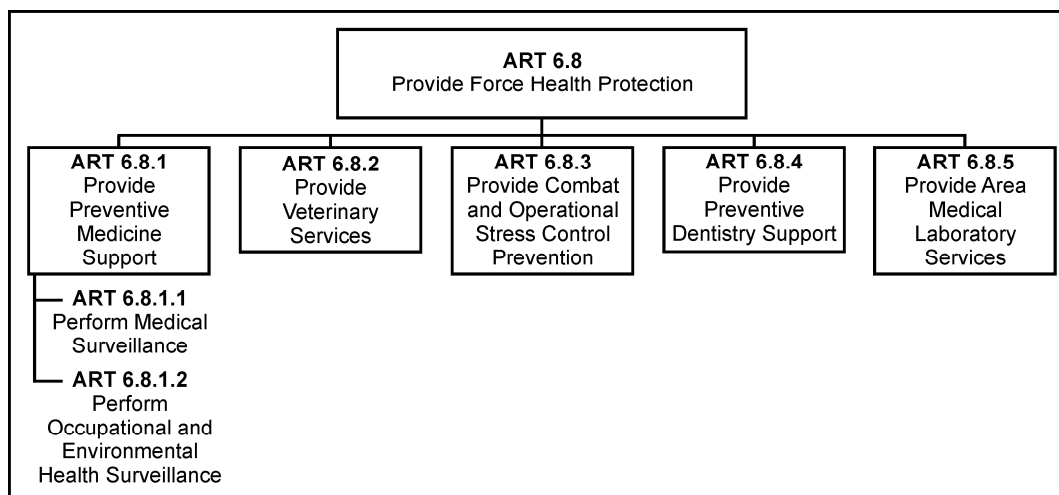 ART 6.8
Provide Force Health Protection
ART 6.8.1
Provide
Preventive
Medicine
Support
ART 6.8.2
Provide
Veterinary
Services
ART 6.8.3
Provide Combat
and Operational
Stress Control
Prevention
ART 6.8.4
Provide
Preventive
Dentistry Support
ART 6.8.5
Provide Area
Medical
Laboratory
Services
ART 6.8.1.1
Perform Medical
Surveillance
ART 6.8.1.2
Perform
Occupational and
Environmental
Health Surveillance